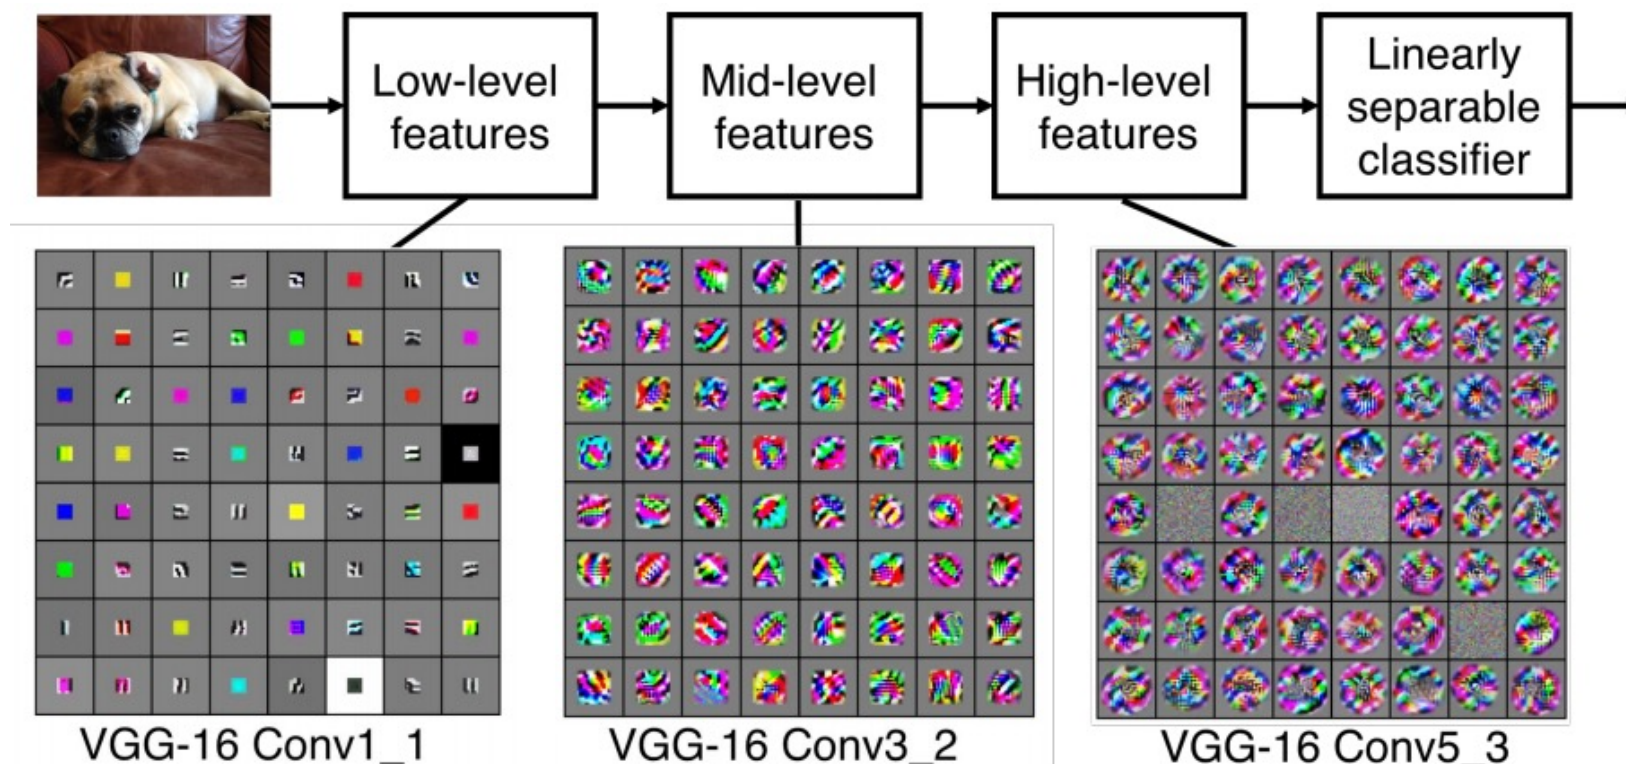 Low-level
features
Mid-level
features
High-level
features
Linearly
separable
classifier
VGG-16 Conv1_1
VGG-16 Conv3_2
VGG-16 Conv5_3